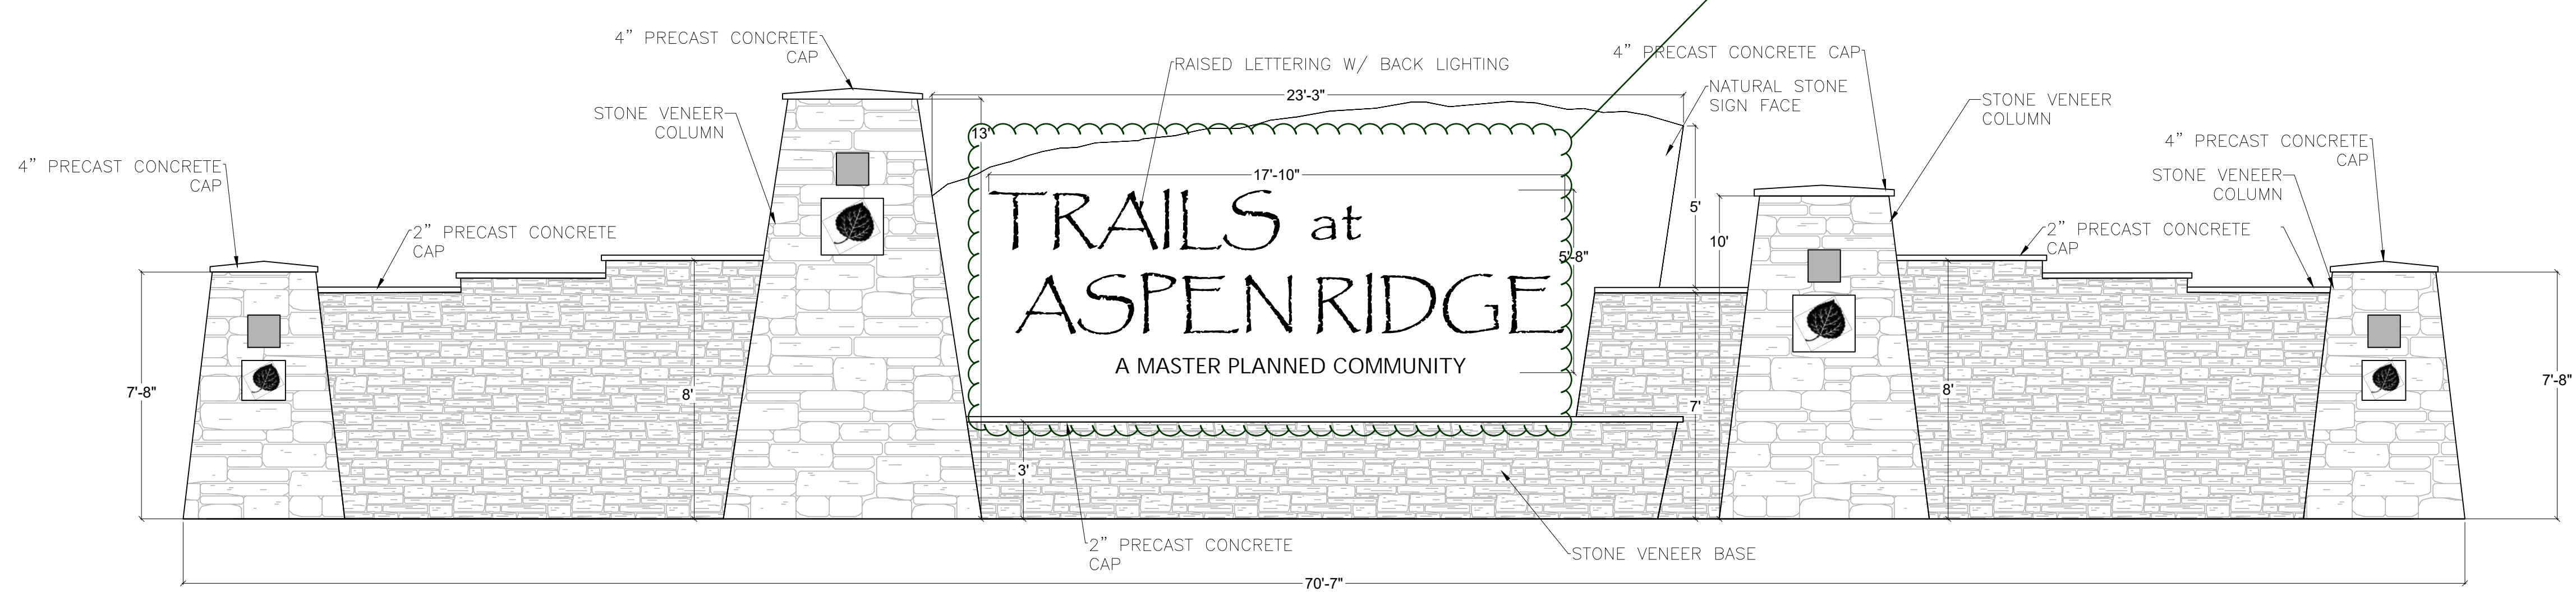 4” PRECAST CONCRETE
CAP
RAISED LETTERING W/ BACK LIGHTING
4” PRECAST CONCRETE CAP
NATURAL STONE
SIGN FACE
23'-3"
STONE VENEER
COLUMN
STONE VENEER
COLUMN
13'
4” PRECAST CONCRETE
CAP
4” PRECAST CONCRETE
CAP
STONE VENEER
COLUMN
17'-10"
TRAILS at
5'
2” PRECAST CONCRETE
CAP
10'
2” PRECAST CONCRETE
CAP
5'-8"
ASPEN RIDGE
A MASTER PLANNED COMMUNITY
7'-8"
8'
7'
8'
7'-8"
3'
2” PRECAST CONCRETE
CAP
STONE VENEER BASE
70'-7"